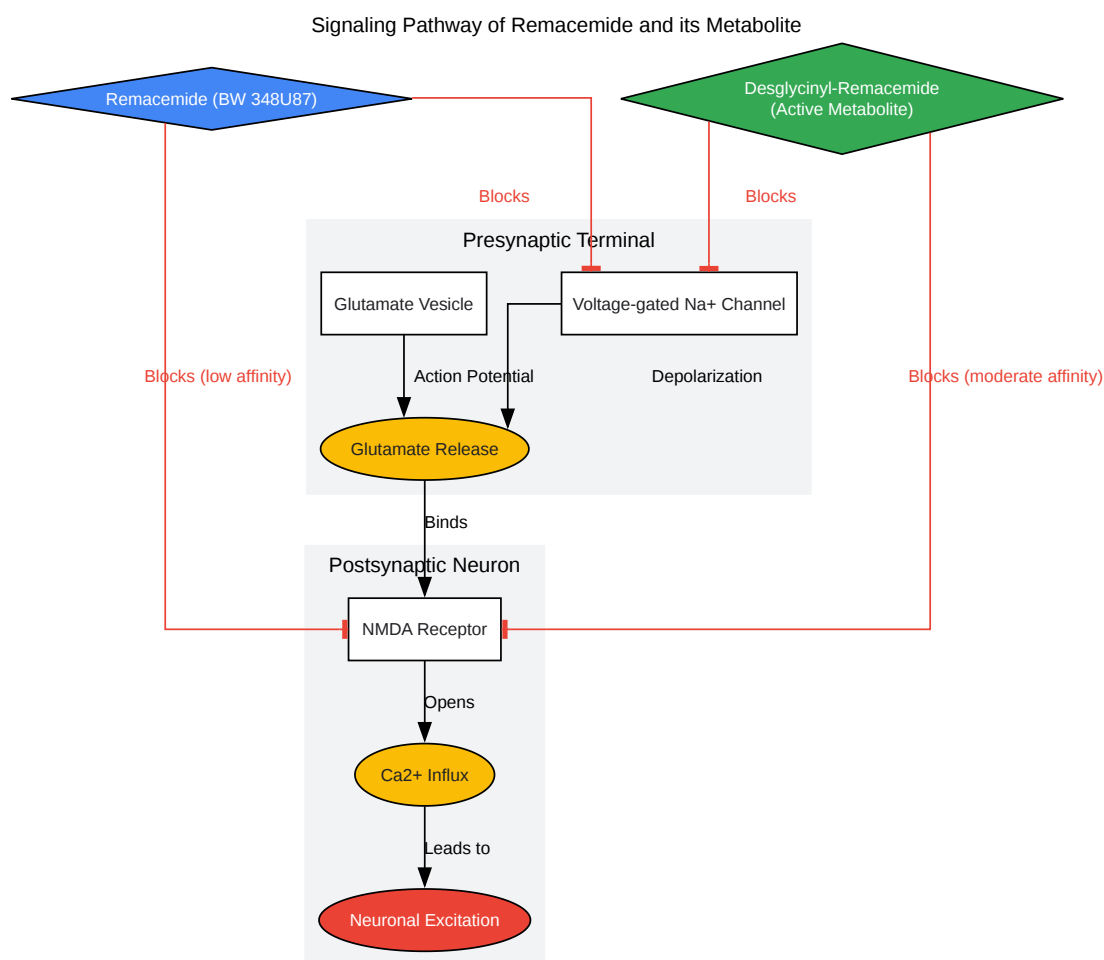 Signaling Pathway of Remacemide and its Metabolite
Remacemide (BW 348U87)
Desglycinyl-Remacemide
(Active Metabolite)
Blocks
Blocks
Presynaptic Terminal
Glutamate Vesicle
Voltage-gated Na+ Channel
Blocks (low affinity)
Action Potential
Depolarization
Blocks (moderate affinity)
Glutamate Release
Binds
Postsynaptic Neuron
NMDA Receptor
Opens
Ca2+ Influx
Leads to
Neuronal Excitation